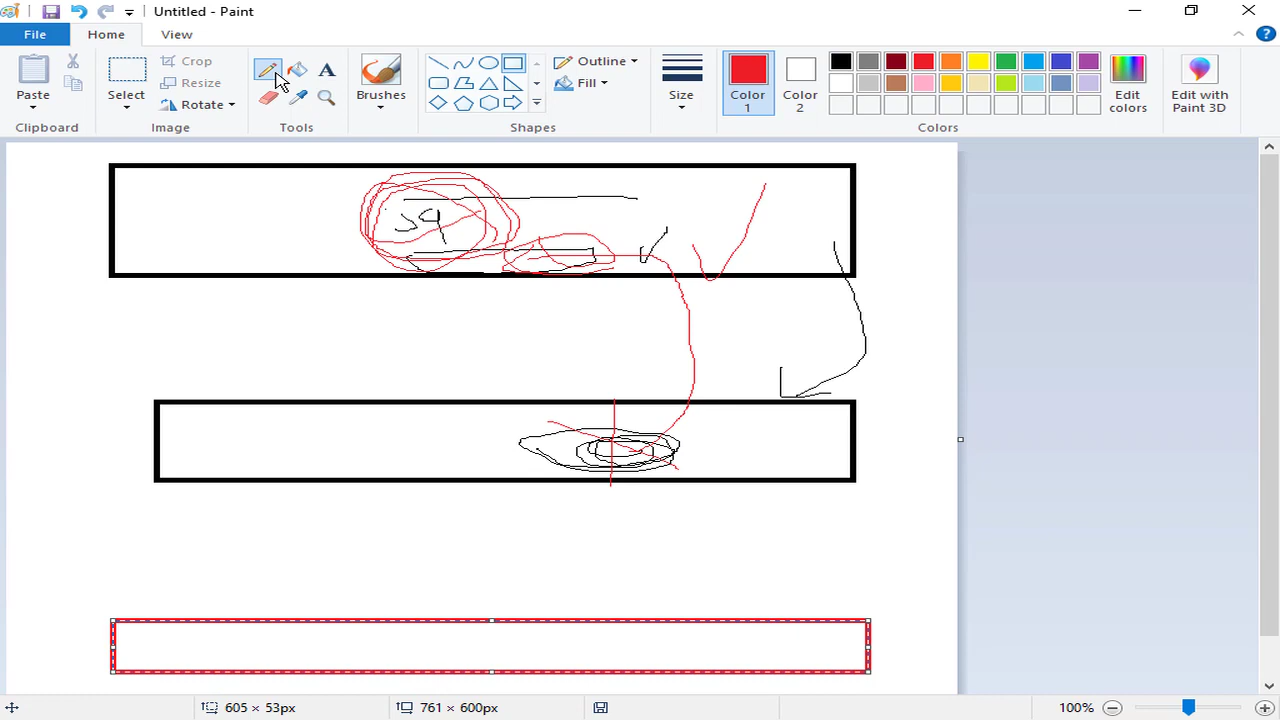 Untitled - Paint
File
Home
View
Paste
Clipboard
Select
Crop
Resize
Rotate
Image
A
Tools
Brushes
Outline
Fill
Shapes
Size
Color
1
Color
2
Edit
colors
Colors
Edit with
Paint 3D
605 × 53px
761 × 600px
100%